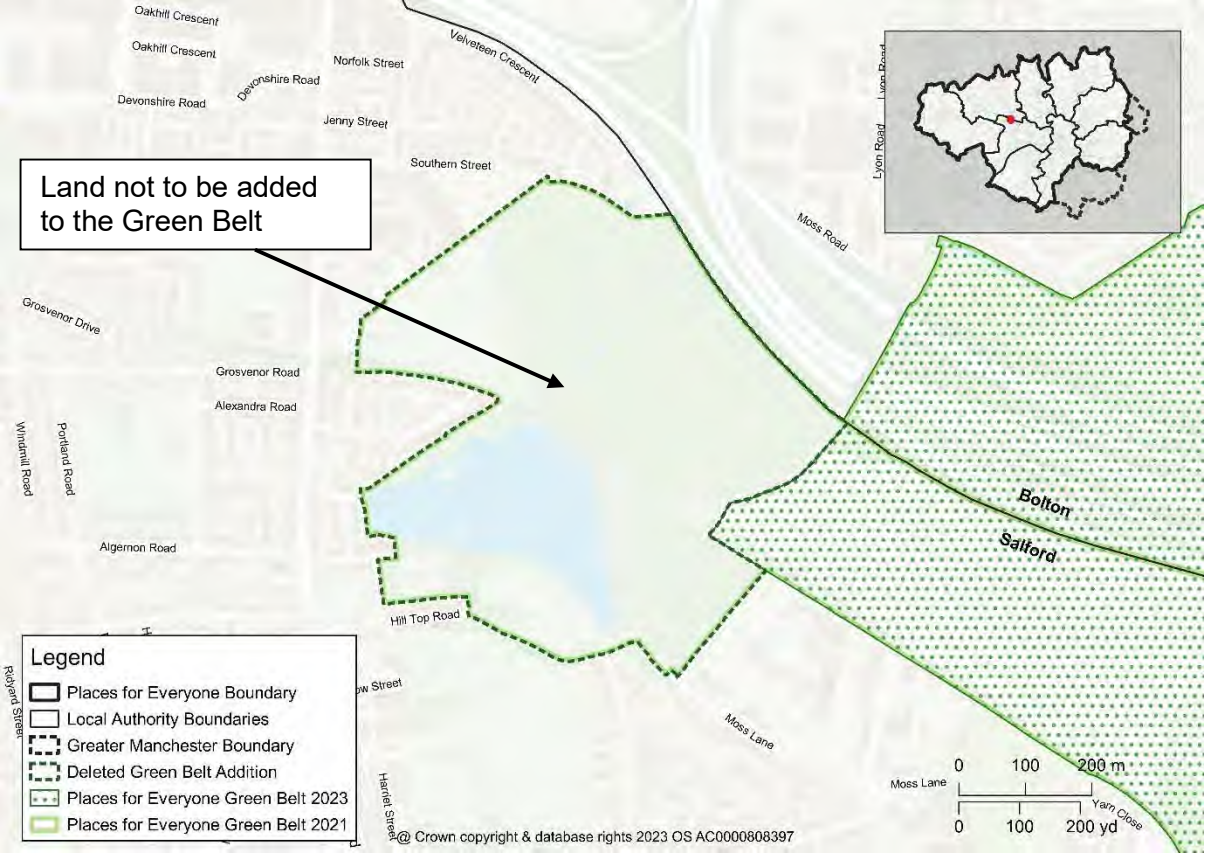 Oakhill Crescent
Oakhill Crescent
Norfolk Street
Velveteen Crescent
Devonshire Road
Devonshire Road
Jenny Street
Southern Street
Lyon Road
Lyon Road
Land not to be added
to the Green Belt
Moss Road
Grosvenor Drive
Grosvenor Road
Alexandra Road
Windmill Road
Portland Road
Algernon Road
Bolton
Salford
Hill Top Road
Ridyard Street
Street
Harriet Street
Moss Lane
Moss Lane
Yarn Close
Legend
Places for Everyone Boundary
Local Authority Boundaries
Greater Manchester Boundary
Deleted Green Belt Addition
Places for Everyone Green Belt 2023
Places for Everyone Green Belt 2021
0 100 200 m
0 100 200 yd
@ Crown copyright & database rights 2023 OS AC0000808397